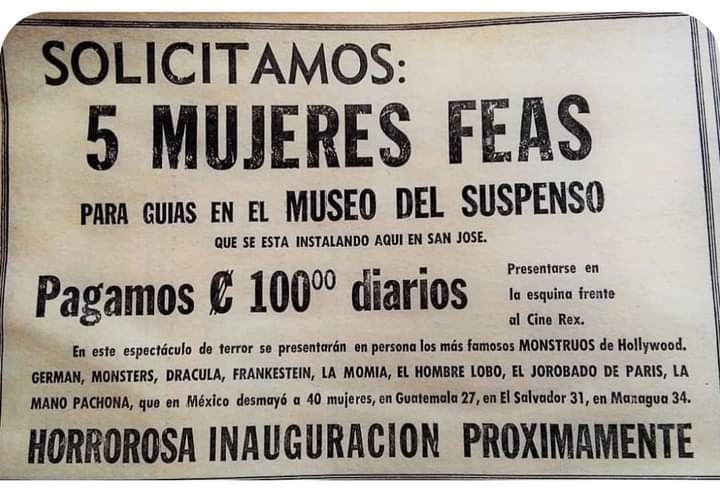 SOLICITAMOS:
5 MUJERES FEAS
PARA GUIAS EN EL MUSEO DEL SUSPENSO
QUE SE ESTA INSTALANDO AQUI EN SAN JOSE.
Pagamos ₡ 100⁰⁰ diarios
Presentarse en
la esquina frente
al Cine Rex.
En este espectáculo de terror se presentarán en persona los más famosos MONSTRUOS de Hollywood.
GERMAN, MONSTERS, DRACULA, FRANKESTEIN, LA MOMIA, EL HOMBRE LOBO, EL JOROBADO DE PARIS, LA
MANO PACHONA, que en México desmayó a 40 mujeres, en Guatemala 27, en El Salvador 31, en Managua 34.
HORROROSA INAUGURACION PROXIMAMENTE